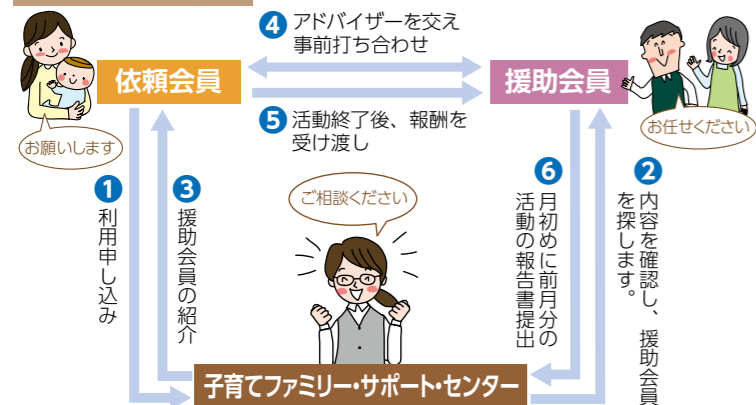 ❹アドバイザーを交え
事前打ち合わせ
依頼会員
援助会員
❺活動終了後、報酬を
受け渡し
お願いします
お任せください
❶利用申し込み
❸援助会員の紹介
ご相談ください
❻月初めに前月分の
活動の報告書提出
❷内容を確認し、援助会員
を探します。
子育てファミリー・サポート・センター